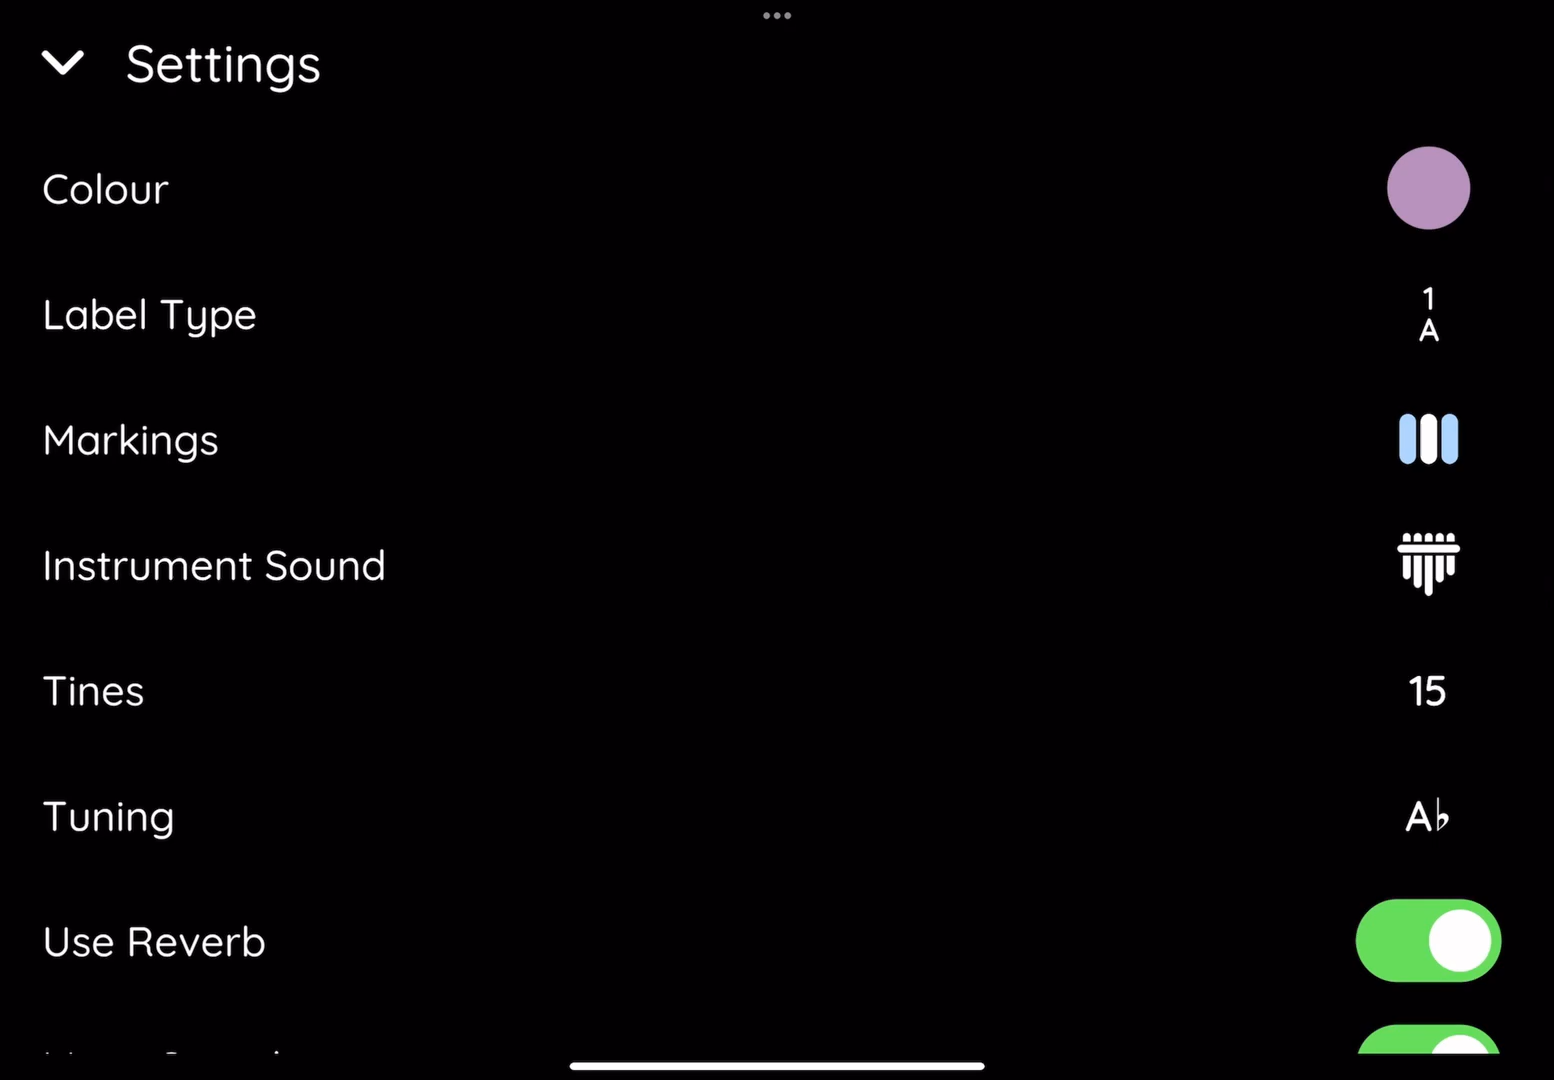 Settings
Colour
Label Type
1
A
Markings
Instrument Sound
Tines
15
Tuning
A♭
Use Reverb